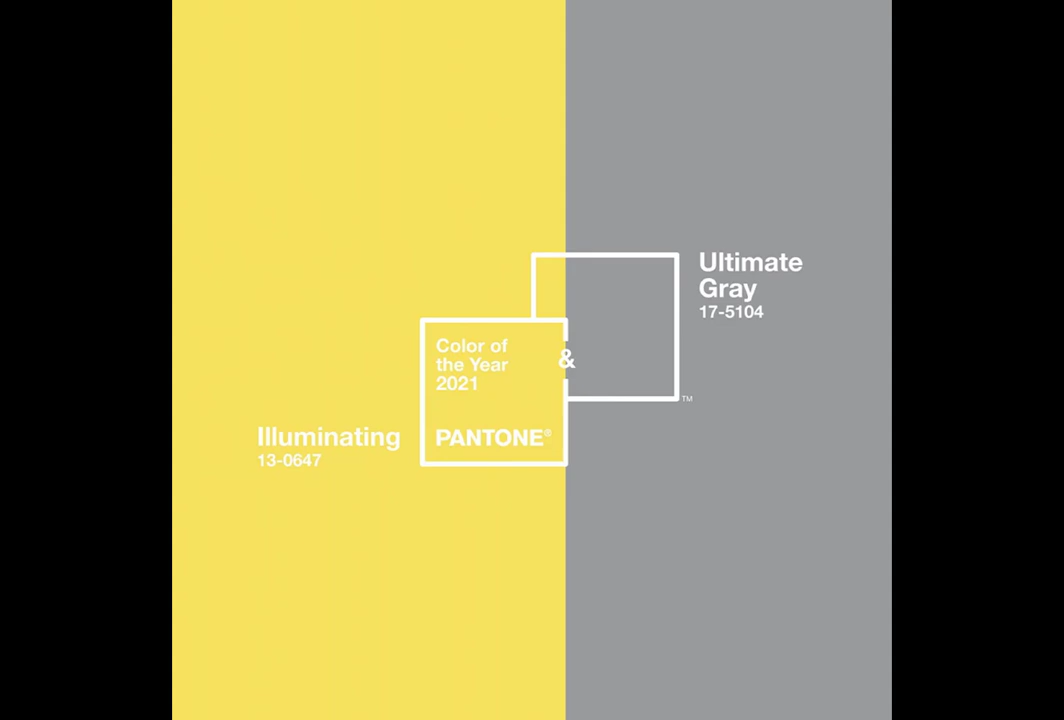 Ultimate
Gray
17-5104
Color of
the Year
2021
&
™
Illuminating
13-0647
PANTONE®